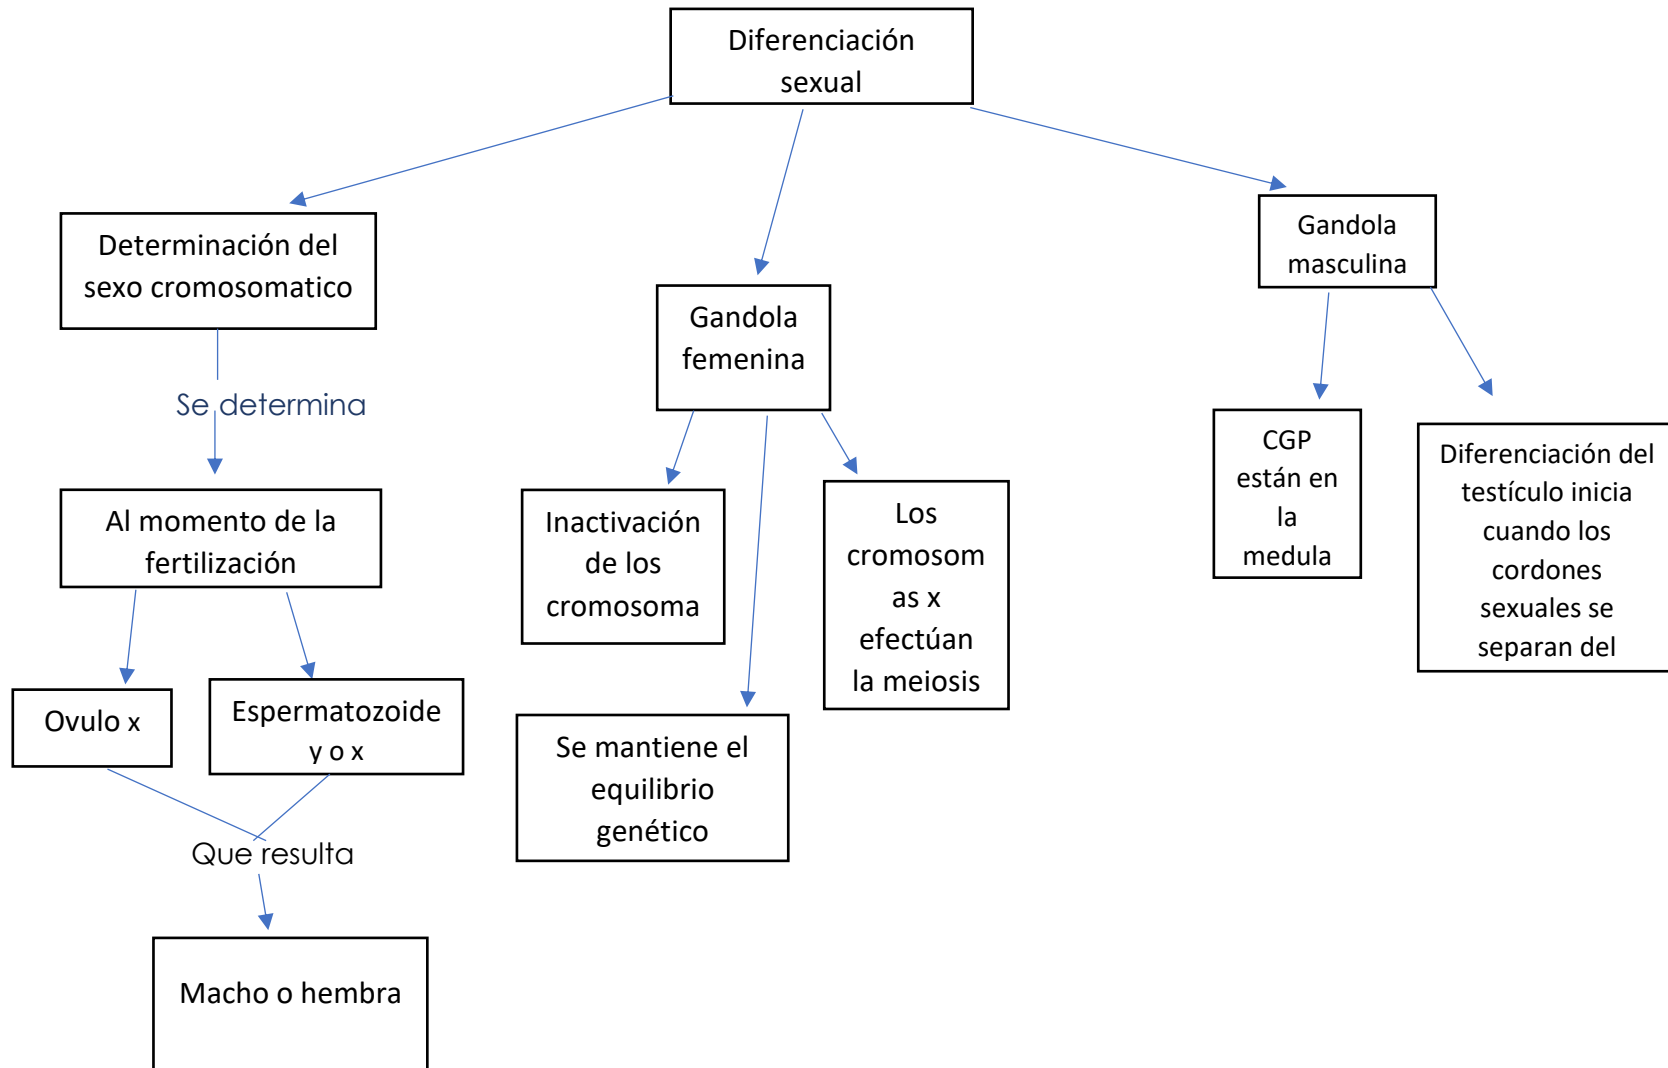 Diferenciación
sexual
Determinación del
sexo cromosomatico
Se determina
Al momento de la
fertilización
Ovulo x
Espermatozoide
y o x
Que resulta
Macho o hembra
Gandola
femenina
Inactivación
de los
cromosoma
Se mantiene el
equilibrio
genético
Los
cromosom
as x
efectúan
la meiosis
Gandola
masculina
CGP
están en
la
medula
Diferenciación del
testículo inicia
cuando los
cordones
sexuales se
separan del